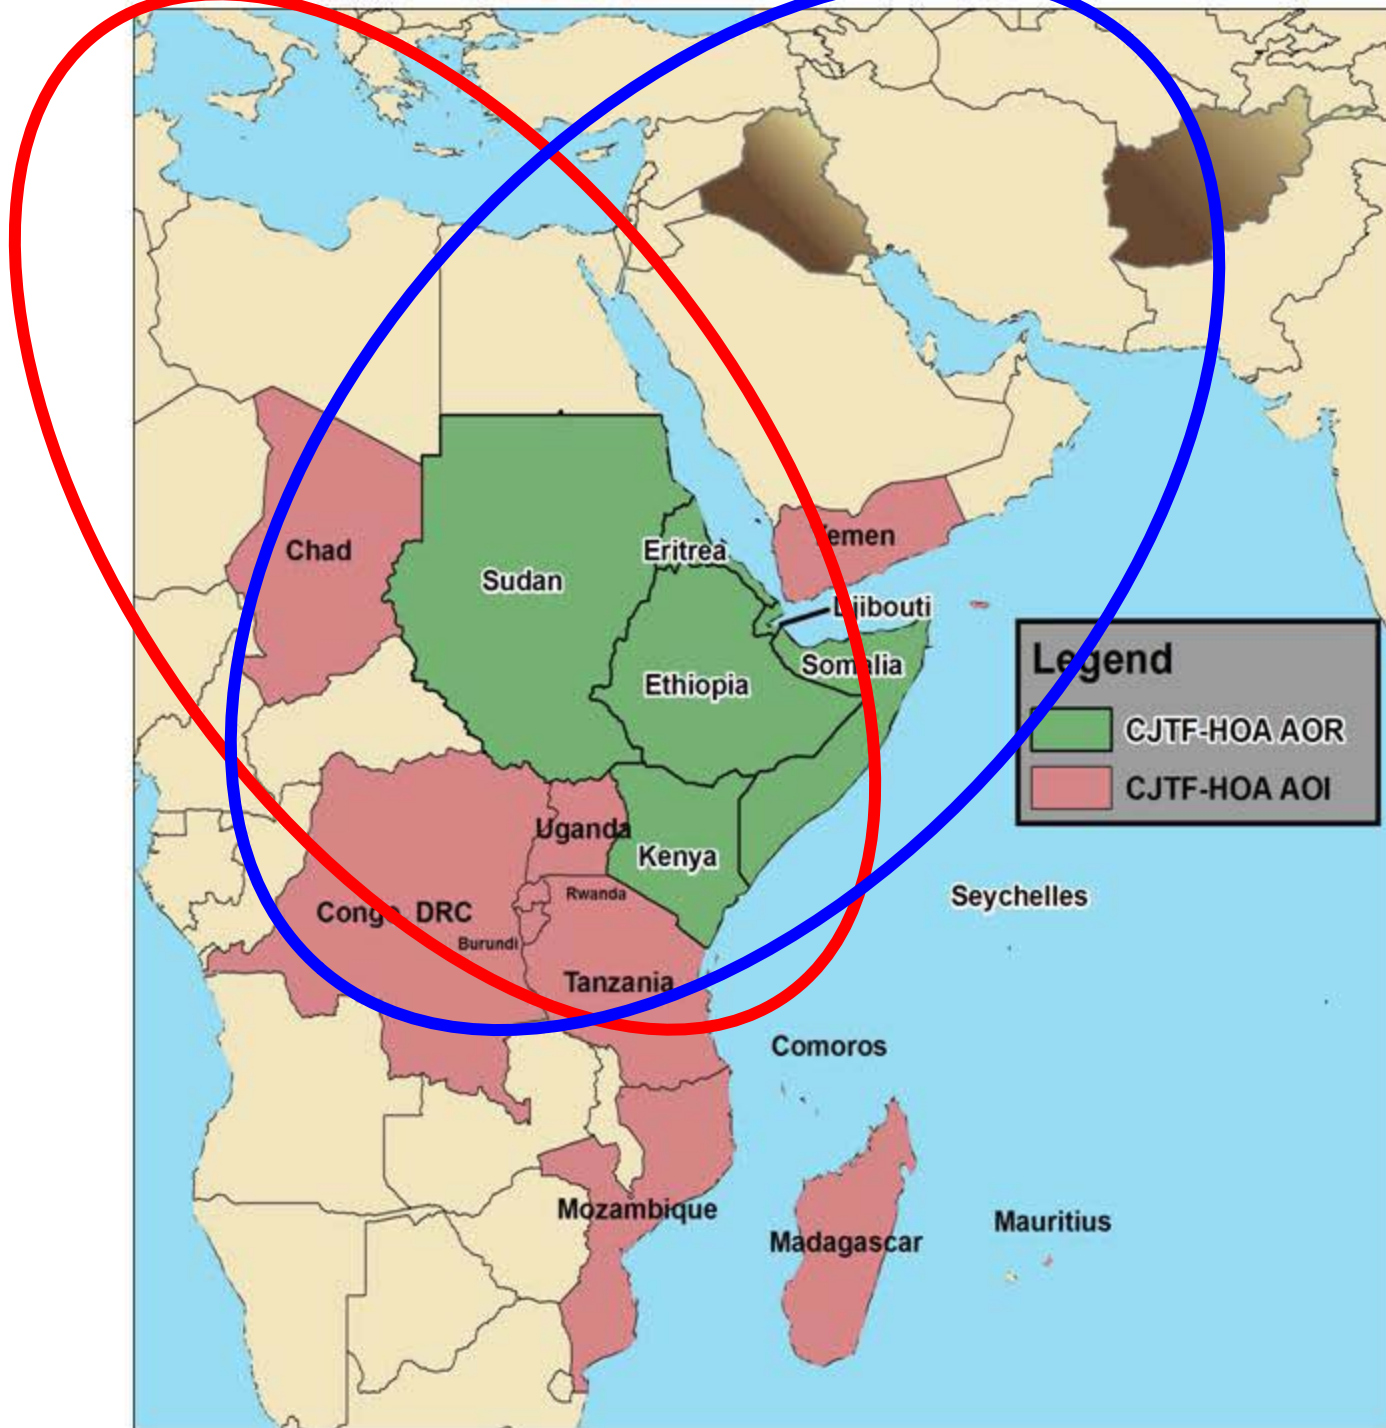 Chad
Sudan
Eritrea
Yemen
Djibouti
Somalia
Ethiopia
Legend
CJTF-HOA AOR
CJTF-HOA AOI
Uganda
Kenya
Rwanda
Congo DRC
Burundi
Seychelles
Tanzania
Comoros
Mozambique
Madagascar
Mauritius